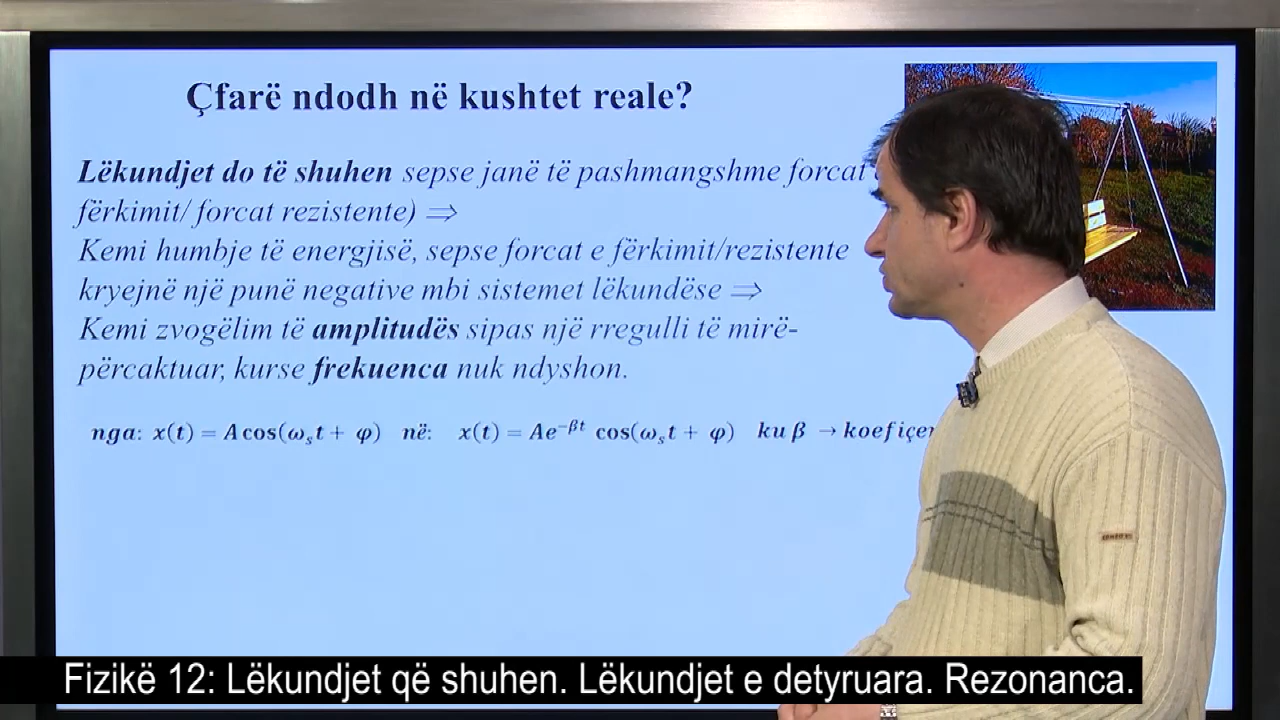 Çfarë ndodh në kushtet reale?
Lëkundjet do të shuhen sepse janë të pashmangshme forcat
fërkimit/ forcat rezistente) ⇒
Kemi humbje të energjisë, sepse forcat e fërkimit/rezistente
kryejnë një punë negative mbi sistemet lëkundëse ⇒
Kemi zvogëlim të amplitudës sipas një rregulli të mirë-
përcaktuar, kurse frekuenca nuk ndyshon.
nga: x(t) = A cos(ωₛt + φ) në: x(t) = Ae^{-βt} cos(ωₛt + φ) ku β → koefiçer
Fizikë 12: Lëkundjet që shuhen. Lëkundjet e detyruara. Rezonanca.